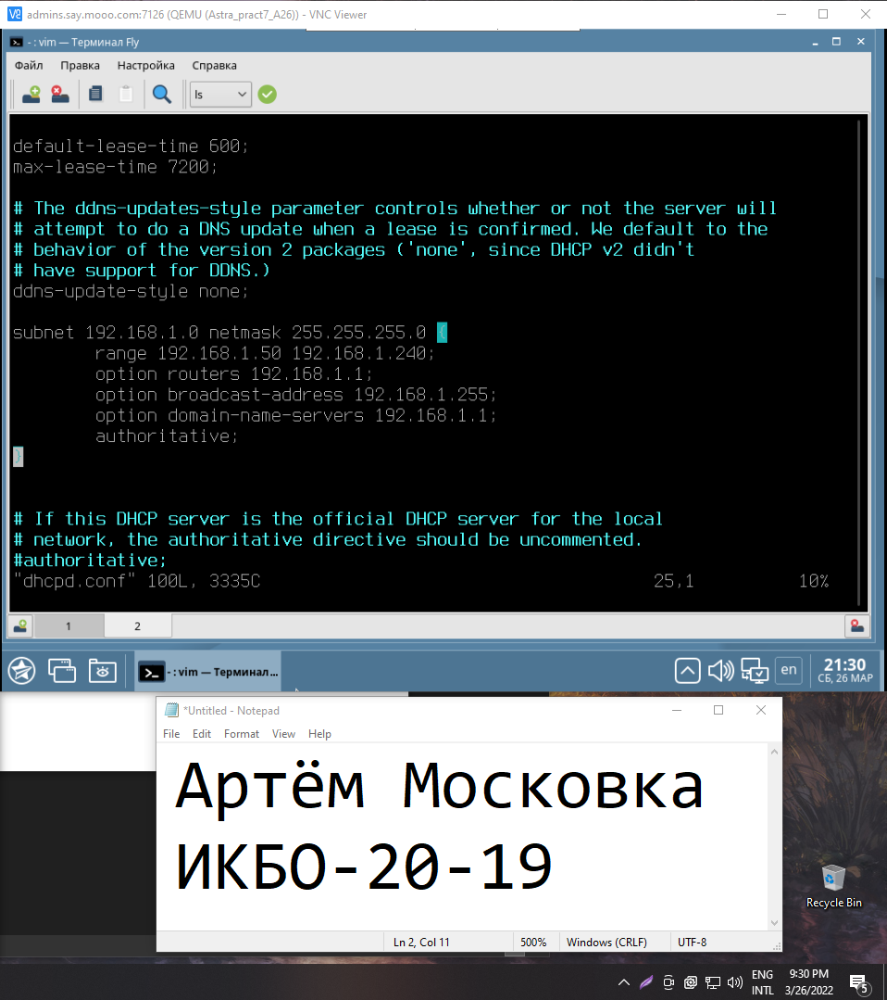 admins.say.mooo.com:7126 (QEMU (Astra_pract7_A26)) - VNC Viewer
- : vim — Терминал Fly
Файл Правка Настройка Справка
ls
default-lease-time 600;
max-lease-time 7200;
# The ddns-updates-style parameter controls whether or not the server will
# attempt to do a DNS update when a lease is confirmed. We default to the
# behavior of the version 2 packages ('none', since DHCP v2 didn't
# have support for DDNS.)
ddns-update-style none;
subnet 192.168.1.0 netmask 255.255.255.0 {
range 192.168.1.50 192.168.1.240;
option routers 192.168.1.1;
option broadcast-address 192.168.1.255;
option domain-name-servers 192.168.1.1;
authoritative;
}
# If this DHCP server is the official DHCP server for the local
# network, the authoritative directive should be uncommented.
#authoritative;
"dhcpd.conf" 100L, 3335C 25,1 10%
1 2
- : vim — Терминал... en 21:30
СБ, 26 МАР
*Untitled - Notepad
File Edit Format View Help
Артём Московка
ИКБО-20-19
Recycle Bin
Ln 2, Col 11 500% Windows (CRLF) UTF-8
ENG 9:30 PM
INTL 3/26/2022 5